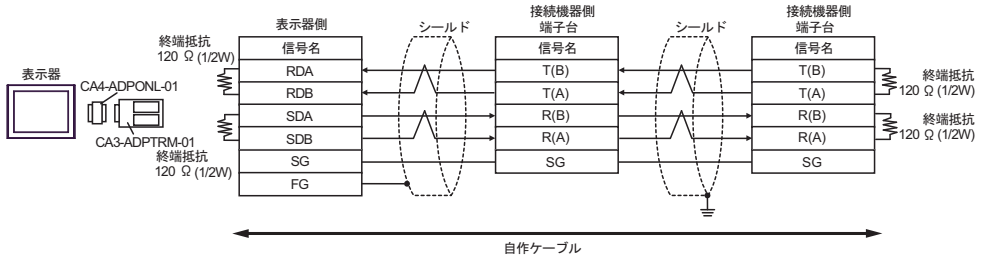 表示器
CA4-ADPONL-01
CA3-ADPTRM-01
終端抵抗
120 Ω (1/2W)
終端抵抗
120 Ω (1/2W)
表示器側
信号名
RDA
RDB
SDA
SDB
SG
FG
シールド
接続機器側
端子台
信号名
T(B)
T(A)
R(B)
R(A)
SG
シールド
接続機器側
端子台
信号名
T(B)
T(A)
R(B)
R(A)
SG
終端抵抗
120 Ω (1/2W)
終端抵抗
120 Ω (1/2W)
自作ケーブル